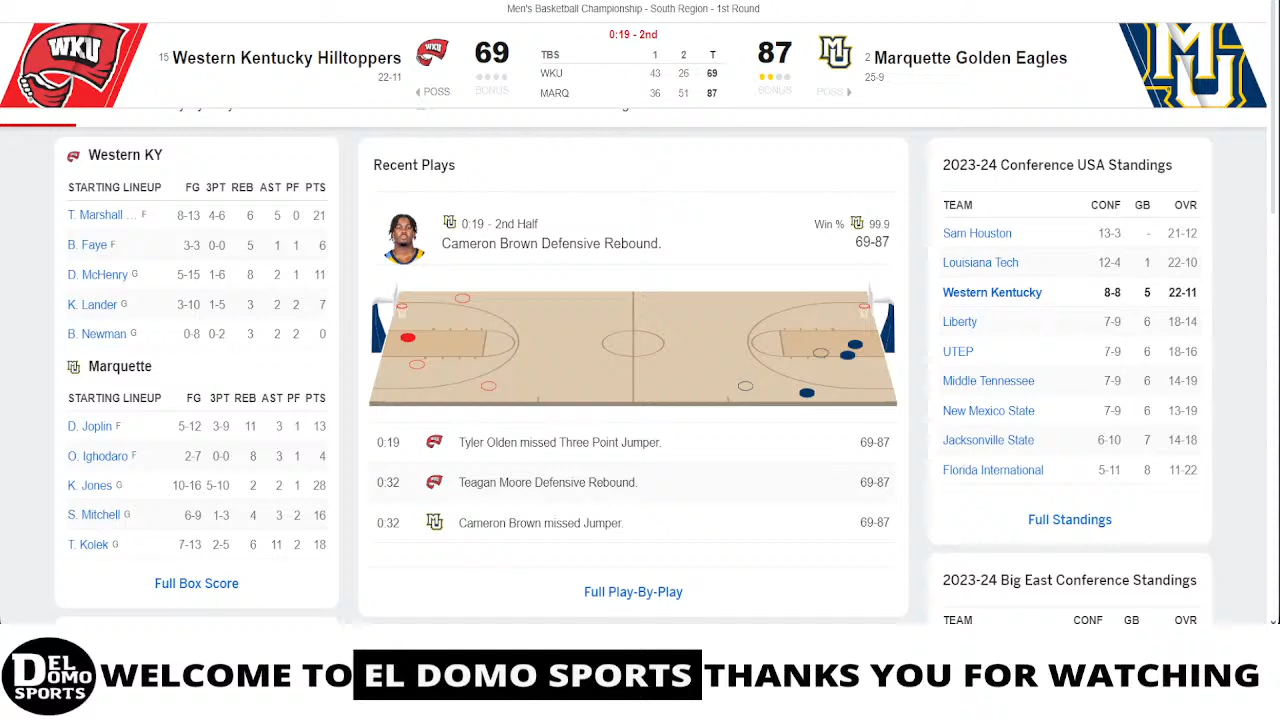 Men's Basketball Championship - South Region - 1st Round
WKU
15 Western Kentucky Hilltoppers
22-11
WKU
69
POSS
BONUS
0:19 - 2nd
TBS 1 2 T
WKU 43 26 69
MARQ 36 51 87
87
BONUS
MU
2 Marquette Golden Eagles
25-9
POSS
MU
Western KY
STARTING LINEUP FG 3PT REB AST PF PTS
T. Marshall ... F 8-13 4-6 6 5 0 21
B. Faye F 3-3 0-0 5 1 1 6
D. McHenry G 5-15 1-6 8 2 1 11
K. Lander G 3-10 1-5 3 2 2 7
B. Newman G 0-8 0-2 3 2 2 0
Marquette
STARTING LINEUP FG 3PT REB AST PF PTS
D. Joplin F 5-12 3-9 11 3 1 13
O. Ighodaro F 2-7 0-0 8 3 1 4
K. Jones G 10-16 5-10 2 2 1 28
S. Mitchell G 6-9 1-3 4 3 2 16
T. Kolek G 7-13 2-5 6 11 2 18
Full Box Score
Recent Plays
0:19 - 2nd Half
Cameron Brown Defensive Rebound.
Win % 99.9
69-87
0:19 Tyler Olden missed Three Point Jumper. 69-87
0:32 Teagan Moore Defensive Rebound. 69-87
0:32 Cameron Brown missed Jumper. 69-87
Full Play-By-Play
2023-24 Conference USA Standings
TEAM CONF GB OVR
Sam Houston 13-3 - 21-12
Louisiana Tech 12-4 1 22-10
Western Kentucky 8-8 5 22-11
Liberty 7-9 6 18-14
UTEP 7-9 6 18-16
Middle Tennessee 7-9 6 14-19
New Mexico State 7-9 6 13-19
Jacksonville State 6-10 7 14-18
Florida International 5-11 8 11-22
Full Standings
2023-24 Big East Conference Standings
TEAM CONF GB OVR
DEL DOMO SPORTS
WELCOME TO EL DOMO SPORTS THANKS YOU FOR WATCHING